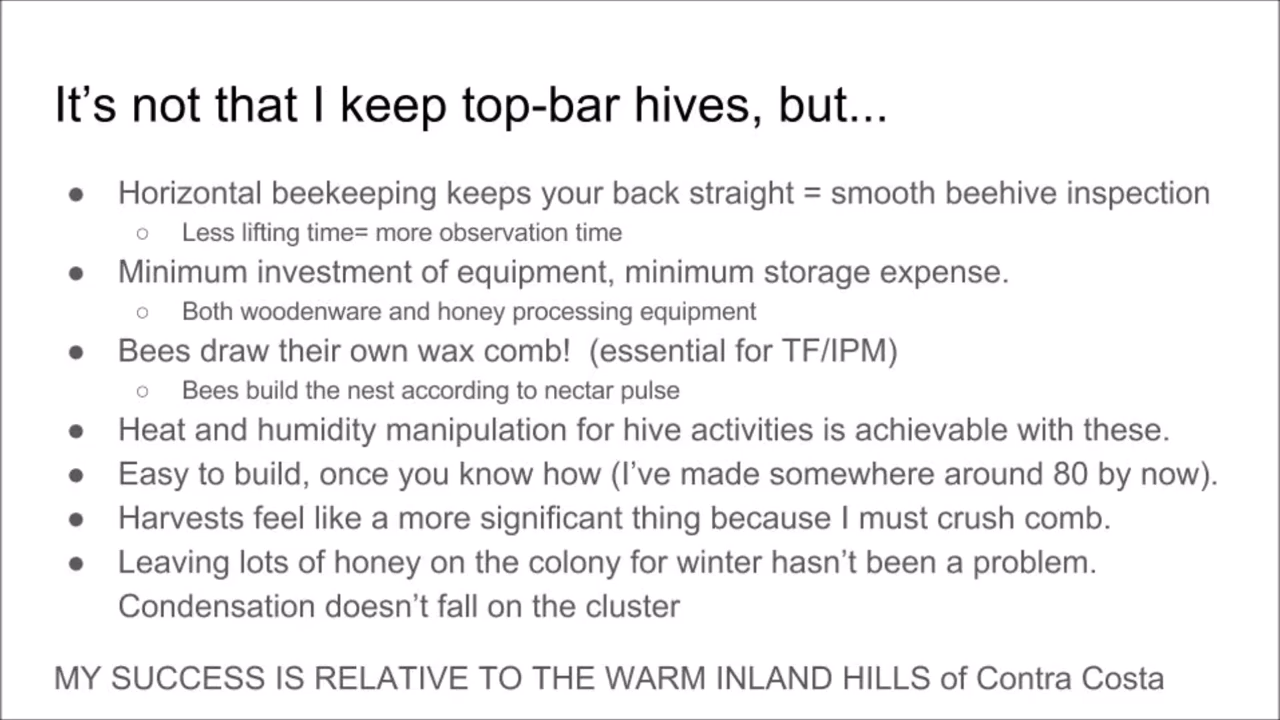 It's not that I keep top-bar hives, but...
● Horizontal beekeeping keeps your back straight = smooth beehive inspection
○ Less lifting time= more observation time
● Minimum investment of equipment, minimum storage expense.
○ Both woodenware and honey processing equipment
● Bees draw their own wax comb!  (essential for TF/IPM)
○ Bees build the nest according to nectar pulse
● Heat and humidity manipulation for hive activities is achievable with these.
● Easy to build, once you know how (I've made somewhere around 80 by now).
● Harvests feel like a more significant thing because I must crush comb.
● Leaving lots of honey on the colony for winter hasn't been a problem.
Condensation doesn't fall on the cluster
MY SUCCESS IS RELATIVE TO THE WARM INLAND HILLS of Contra Costa